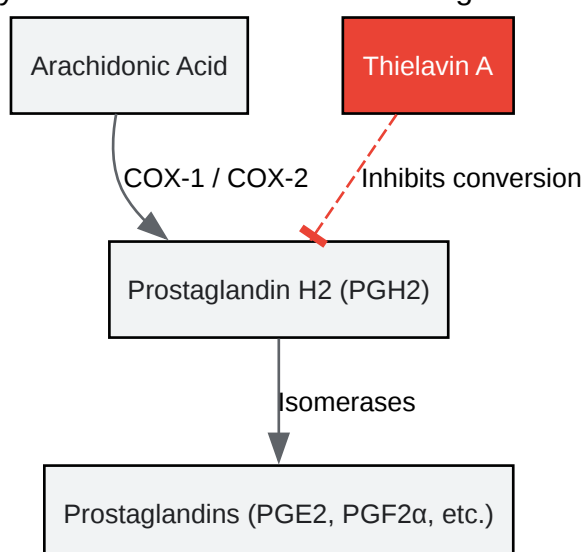 Arachidonic Acid
Thielavin A
COX-1 / COX-2
Inhibits conversion
Prostaglandin H2 (PGH2)
Isomerases
Prostaglandins (PGE2, PGF2α, etc.)